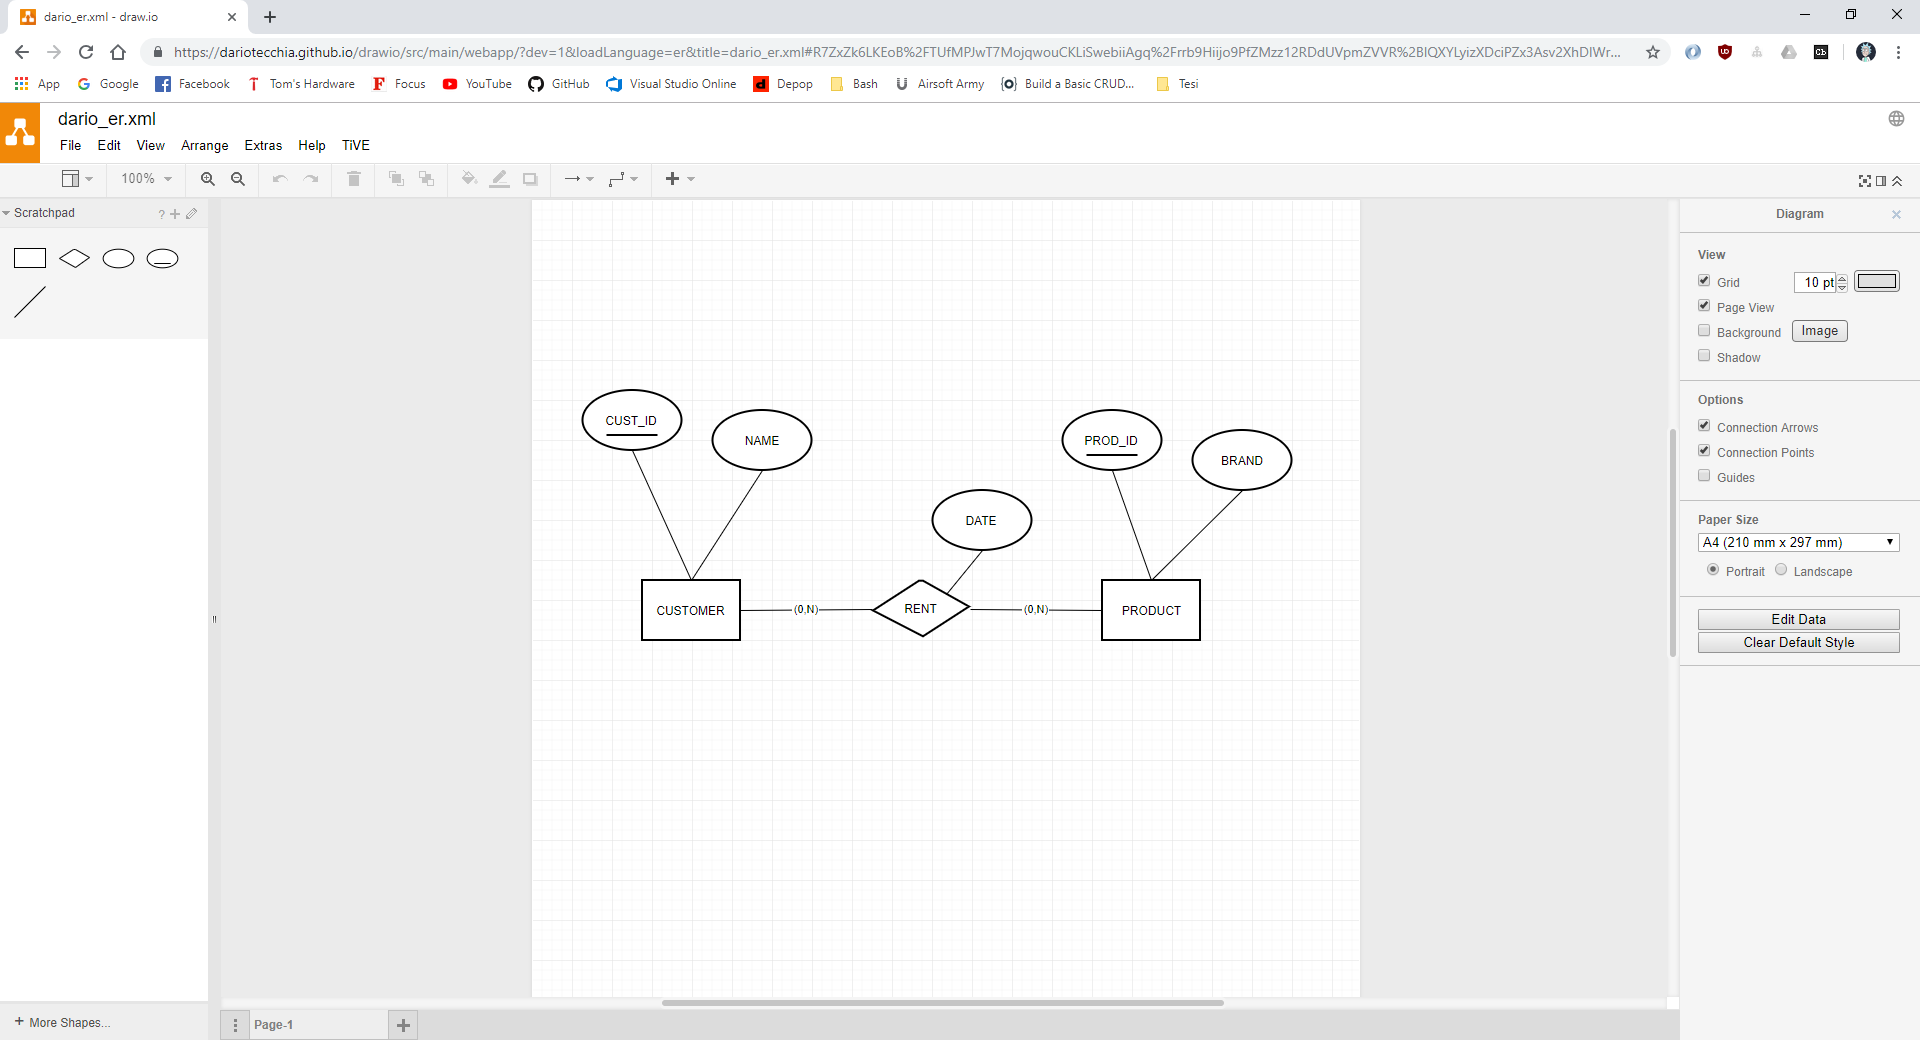 dario_er.xml - draw.io
https://dariotecchia.github.io/drawio/src/main/webapp/?dev=1&loadLanguage=er&title=dario_er.xml#R7ZxZk6LKEoB%2FTUfMPJwT7MojqwouCKLiSwebiiAgq%2Frrb9Hiijo9PfZMzz12RDdUVpmZVVVR%2BIQXYLyizXDciPZx3Asv2XhDIWr...
App Google Facebook Tom's Hardware Focus YouTube GitHub Visual Studio Online Depop Bash Airsoft Army Build a Basic CRUD... Tesi
dario_er.xml
File Edit View Arrange Extras Help TiVE
100%
Scratchpad ?
Diagram
View
Grid 10 pt
Page View
Background Image
Shadow
Options
Connection Arrows
Connection Points
Guides
Paper Size
A4 (210 mm x 297 mm)
Portrait Landscape
Edit Data
Clear Default Style
CUST_ID
NAME
PROD_ID
BRAND
DATE
CUSTOMER (0,N) RENT (0,N) PRODUCT
More Shapes...
Page-1